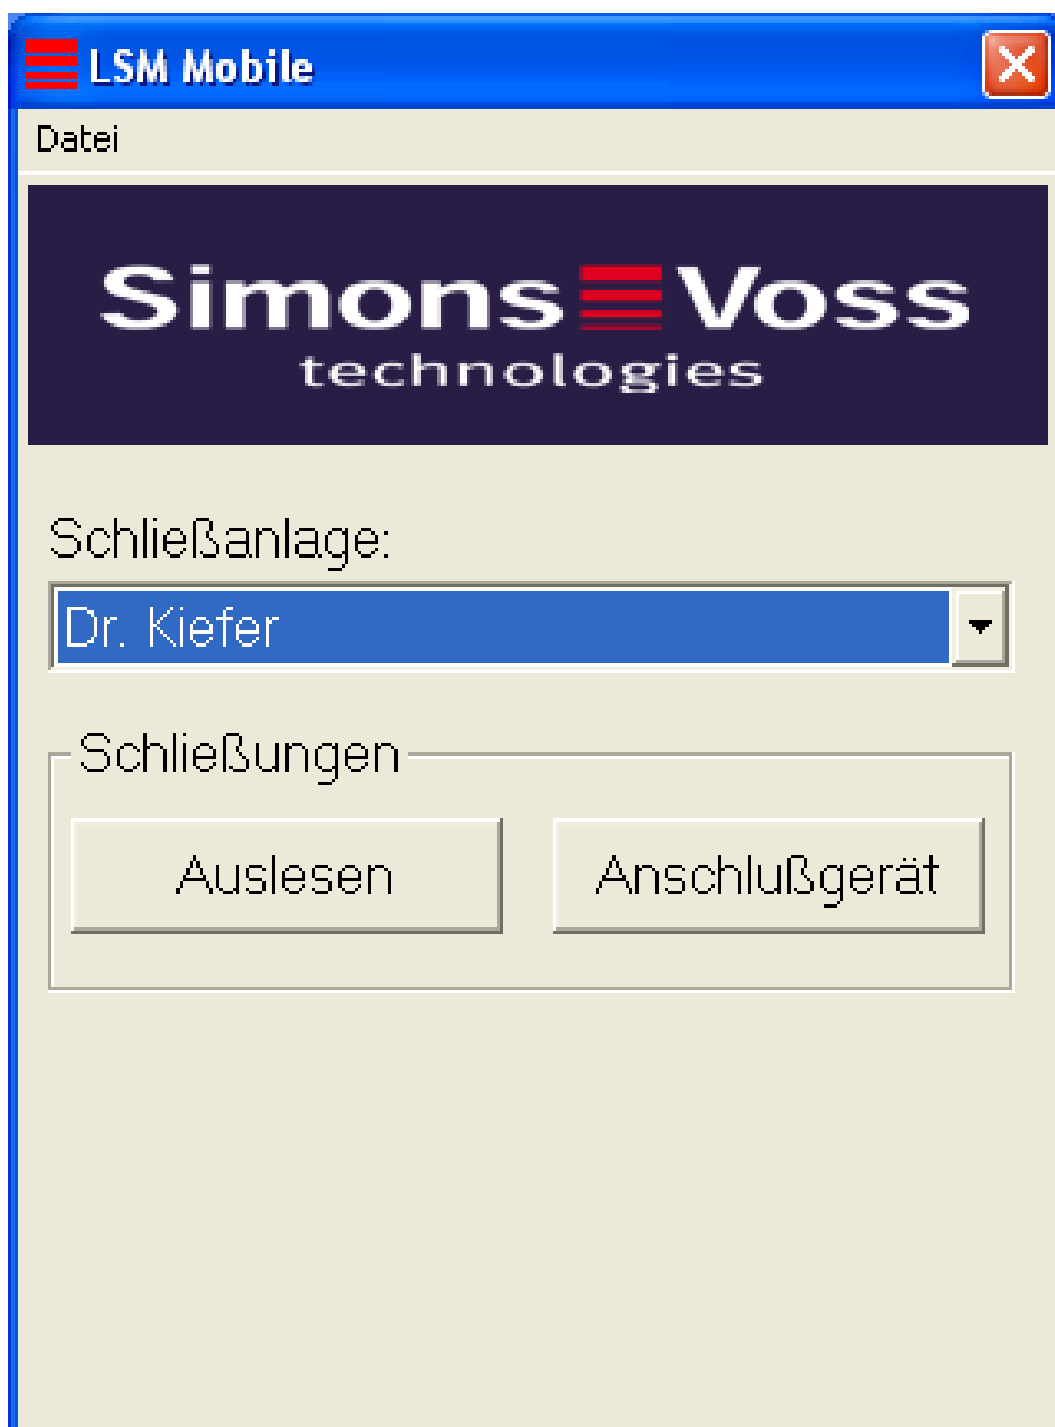 LSM Mobile
Datei
Simons Voss
technologies
Schließanlage:
Dr. Kiefer
Schließungen
Auslesen Anschlußgerät